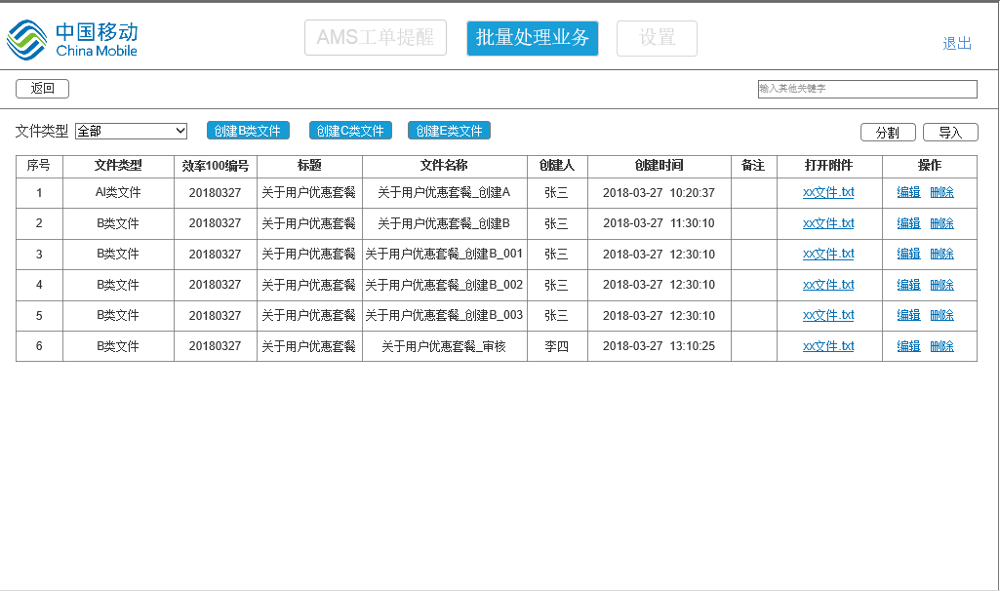 中国移动
China Mobile
AMS工单提醒 批量处理业务 设置 退出
返回 输入其他关键字
文件类型 全部 创建B类文件 创建C类文件 创建E类文件 分割 导入
序号 文件类型 效率100编号 标题 文件名称 创建人 创建时间 备注 打开附件 操作
1 AI类文件 20180327 关于用户优惠套餐 关于用户优惠套餐_创建A 张三 2018-03-27 10:20:37 xx文件.txt 编辑 删除
2 B类文件 20180327 关于用户优惠套餐 关于用户优惠套餐_创建B 张三 2018-03-27 11:30:10 xx文件.txt 编辑 删除
3 B类文件 20180327 关于用户优惠套餐 关于用户优惠套餐_创建B_001 张三 2018-03-27 12:30:10 xx文件.txt 编辑 删除
4 B类文件 20180327 关于用户优惠套餐 关于用户优惠套餐_创建B_002 张三 2018-03-27 12:30:10 xx文件.txt 编辑 删除
5 B类文件 20180327 关于用户优惠套餐 关于用户优惠套餐_创建B_003 张三 2018-03-27 12:30:10 xx文件.txt 编辑 删除
6 B类文件 20180327 关于用户优惠套餐 关于用户优惠套餐_审核 李四 2018-03-27 13:10:25 xx文件.txt 编辑 删除